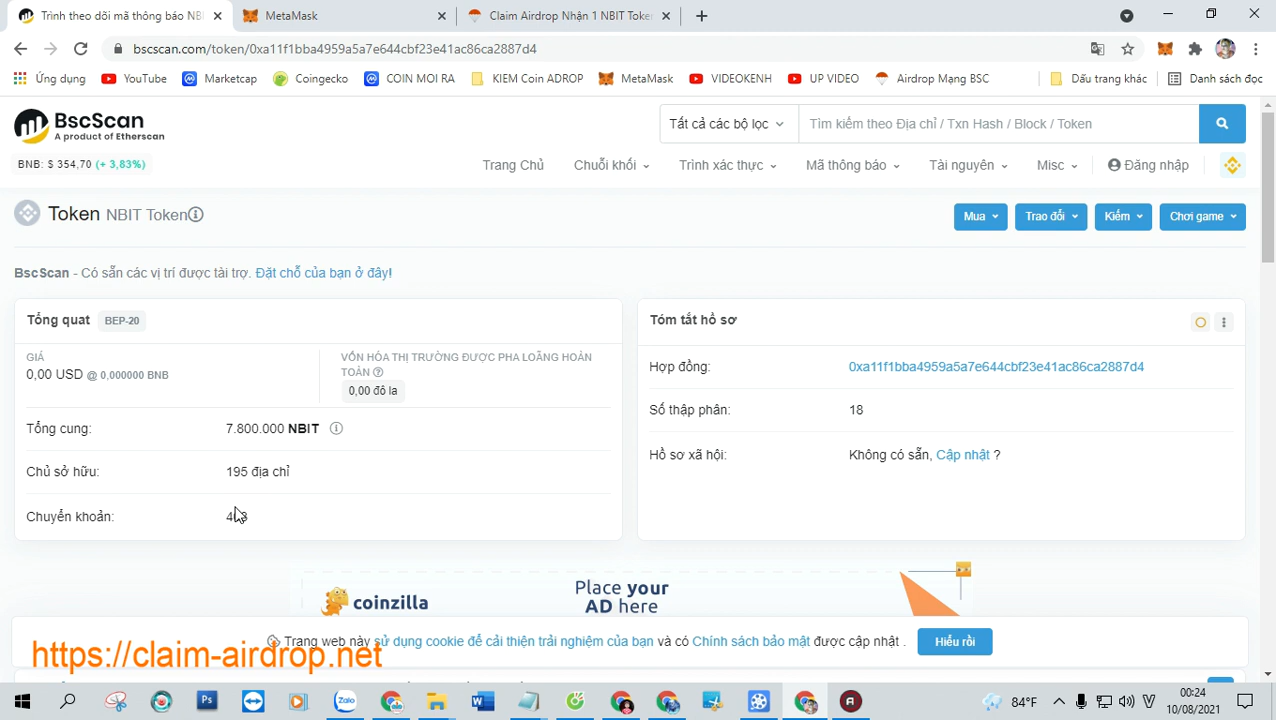 Trình theo dõi mã thông báo NBI
MetaMask
Claim Airdrop Nhận 1 NBIT Token
bscscan.com/token/0xa11f1bba4959a5a7e644cbf23e41ac86ca2887d4
Ứng dụng YouTube Marketcap Coingecko COIN MOI RA KIEM Coin ADROP MetaMask VIDEOKENH UP VIDEO Airdrop Mạng BSC Dấu trang khác Danh sách đọc
BscScan
A product of Etherscan
Tất cả các bộ lọc Tìm kiếm theo Địa chỉ / Txn Hash / Block / Token
BNB: $ 354,70 (+ 3,83%)
Trang Chủ Chuỗi khối Trình xác thực Mã thông báo Tài nguyên Misc Đăng nhập
Token NBIT Token
Mua Trao đổi Kiếm Chơi game
BscScan - Có sẵn các vị trí được tài trợ. Đặt chỗ của bạn ở đây!
Tổng quat BEP-20
GIÁ
0,00 USD @ 0,000000 BNB
VỐN HÓA THỊ TRƯỜNG ĐƯỢC PHA LOÃNG HOÀN
TOÀN
0,00 đô la
Tổng cung: 7.800.000 NBIT
Chủ sở hữu: 195 địa chỉ
Chuyển khoản:
Tóm tắt hồ sơ
Hợp đồng: 0xa11f1bba4959a5a7e644cbf23e41ac86ca2887d4
Số thập phân: 18
Hồ sơ xã hội: Không có sẵn, Cập nhật ?
coinzilla
Place your
AD here
Trang web này sử dụng cookie để cải thiện trải nghiệm của bạn và có Chính sách bảo mật được cập nhật .
Hiểu rồi
https://claim-airdrop.net
Ps
Zalo
84°F
00:24
10/08/2021